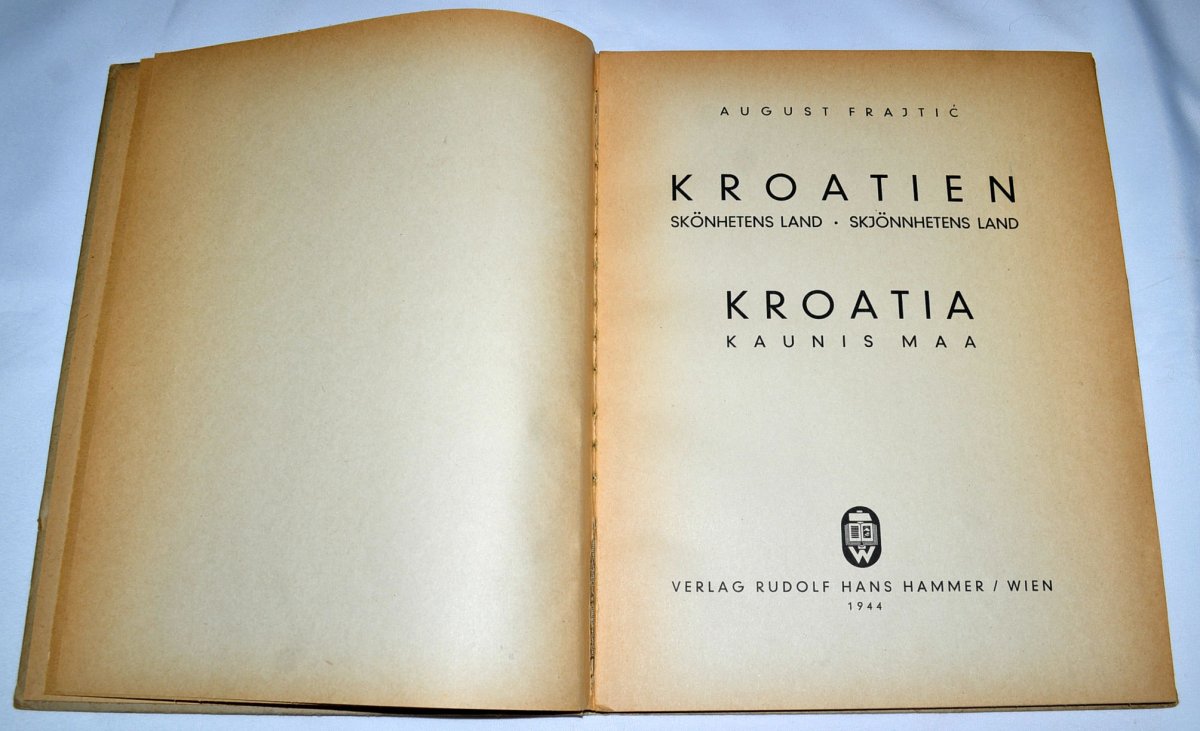 AUGUST FRAJTIĆ
KROATIEN
SKÖNHETENS LAND · SKJÖNNHETENS LAND
KROATIA
KAUNIS MAA
W
VERLAG RUDOLF HANS HAMMER / WIEN
1944